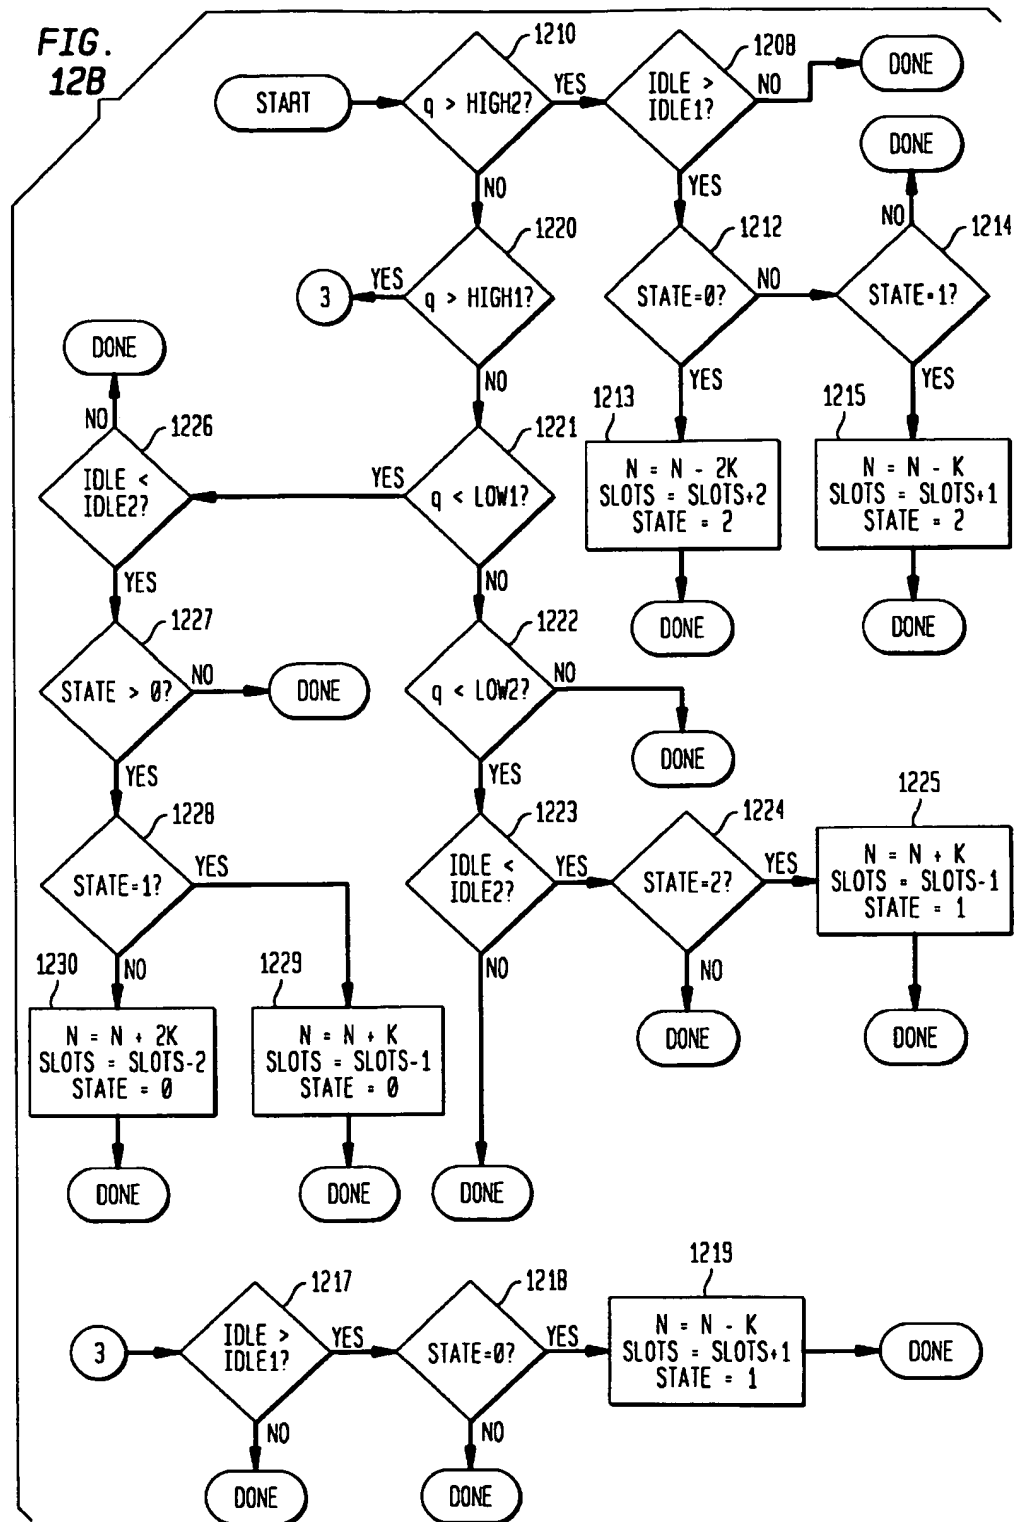 FIG.
12B
1210
1208
START
q > HIGH2?
YES
IDLE >
IDLE1?
NO
DONE
DONE
NO
YES
NO
1220
1212
1214
3
YES
q > HIGH1?
STATE=0?
NO
STATE=1?
DONE
NO
YES
YES
NO
1226
1221
1213
1215
IDLE <
IDLE2?
YES
q < LOW1?
N = N - 2K
SLOTS = SLOTS+2
STATE = 2
N = N - K
SLOTS = SLOTS+1
STATE = 2
YES
NO
DONE
DONE
1227
1222
STATE > 0?
NO
DONE
q < LOW2?
NO
DONE
YES
YES
1228
1223
1224
1225
STATE=1?
YES
IDLE <
IDLE2?
YES
STATE=2?
YES
N = N + K
SLOTS = SLOTS-1
STATE = 1
NO
NO
NO
1230
1229
N = N + 2K
SLOTS = SLOTS-2
STATE = 0
N = N + K
SLOTS = SLOTS-1
STATE = 0
DONE
DONE
DONE
DONE
DONE
1217
1218
1219
3
IDLE >
IDLE1?
YES
STATE=0?
YES
N = N - K
SLOTS = SLOTS+1
STATE = 1
DONE
NO
NO
DONE
DONE